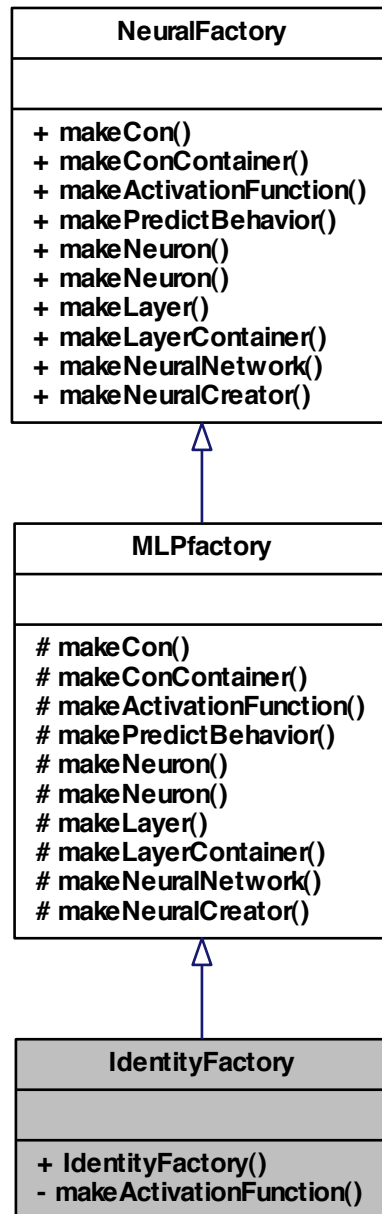 NeuralFactory
+ makeCon()
+ makeConContainer()
+ makeActivationFunction()
+ makePredictBehavior()
+ makeNeuron()
+ makeNeuron()
+ makeLayer()
+ makeLayerContainer()
+ makeNeuralNetwork()
+ makeNeuralCreator()
MLPfactory
# makeCon()
# makeConContainer()
# makeActivationFunction()
# makePredictBehavior()
# makeNeuron()
# makeNeuron()
# makeLayer()
# makeLayerContainer()
# makeNeuralNetwork()
# makeNeuralCreator()
IdentityFactory
+ IdentityFactory()
- makeActivationFunction()